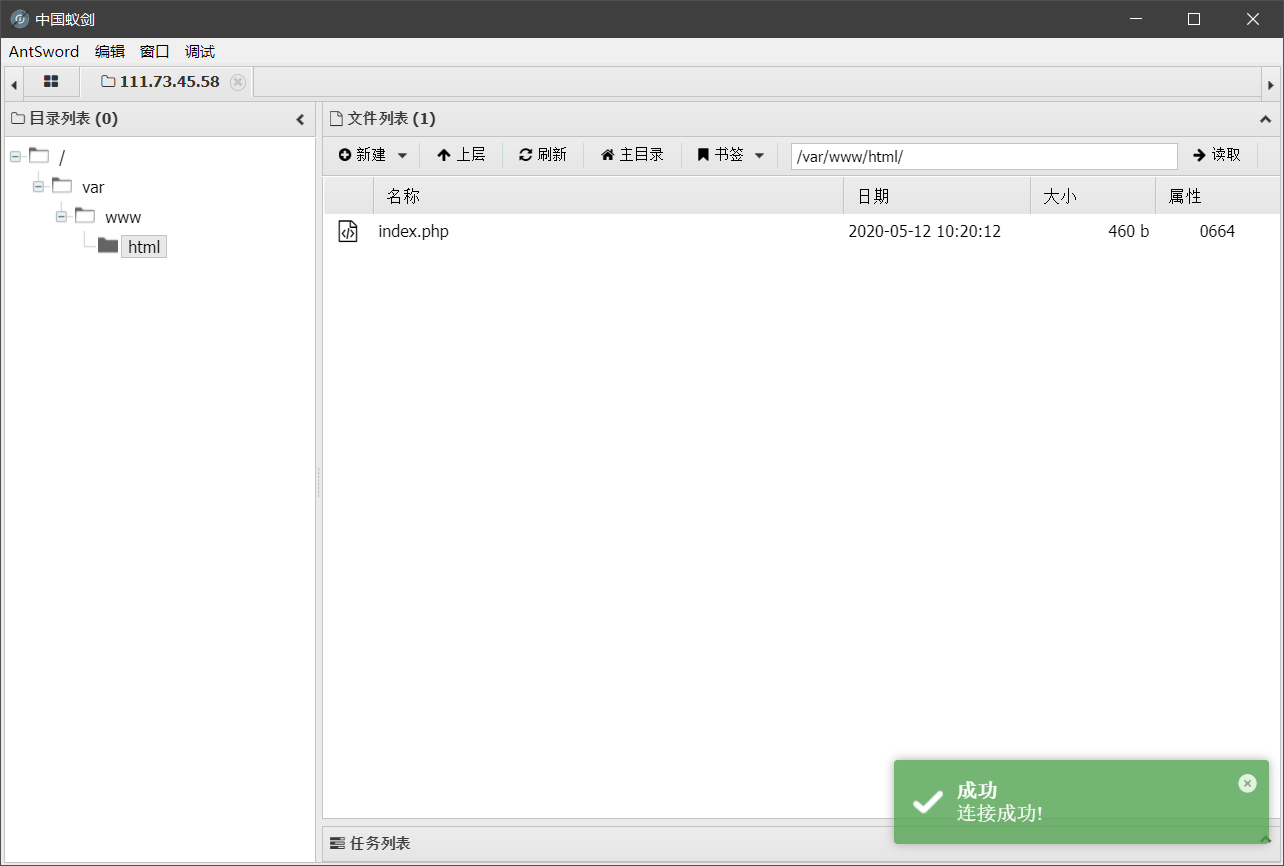 中国蚁剑
AntSword 编辑 窗口 调试
111.73.45.58
目录列表 (0)
文件列表 (1)
新建 上层 刷新 主目录 书签 /var/www/html/ 读取
/
var
www
html
名称 日期 大小 属性
index.php 2020-05-12 10:20:12 460 b 0664
成功
连接成功!
任务列表